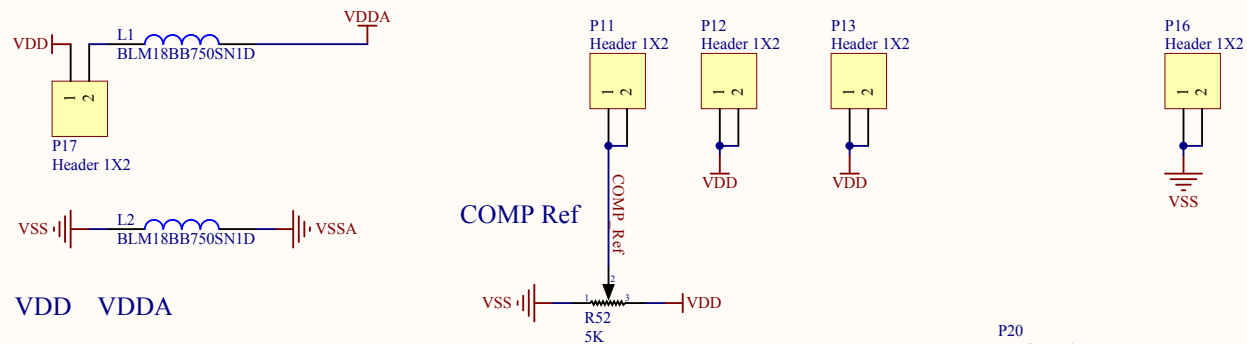 VDDA
VDD
L1
BLM18BB750SN1D
1
2
P17
Header 1X2
VSS
L2
BLM18BB750SN1D
VSSA
VDD VDDA
P11
Header 1X2
1
2
COMP_Ref
COMP Ref
VSS
1
2
3
VDD
R52
5K
P12
Header 1X2
1
2
VDD
P13
Header 1X2
1
2
VDD
P16
Header 1X2
1
2
VSS
P20